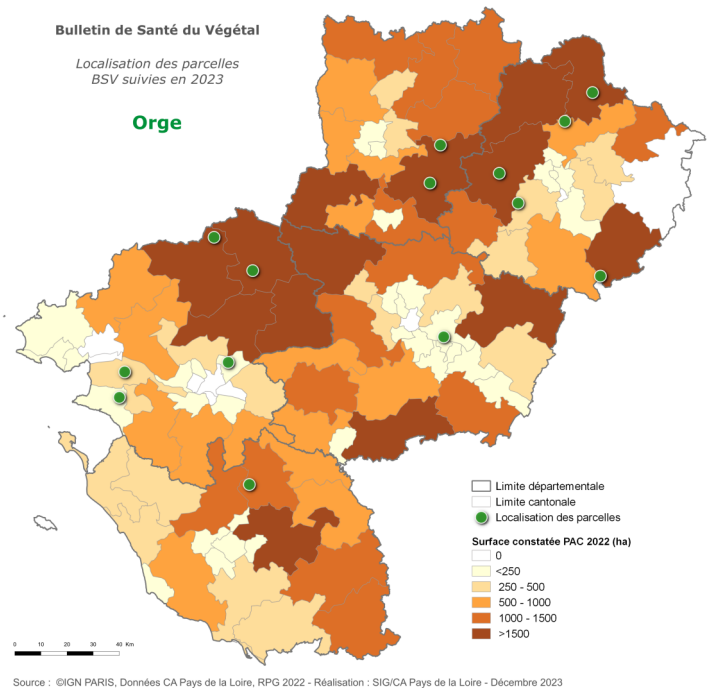 Bulletin de Santé du Végétal
Localisation des parcelles
BSV suivies en 2023
Orge
Limite départementale
Limite cantonale
Localisation des parcelles
Surface constatée PAC 2022 (ha)
0
<250
250 - 500
500 - 1000
1000 - 1500
>1500
0 10 20 30 40 Km
Source : ©IGN PARIS, Données CA Pays de la Loire, RPG 2022 - Réalisation : SIG/CA Pays de la Loire - Décembre 2023